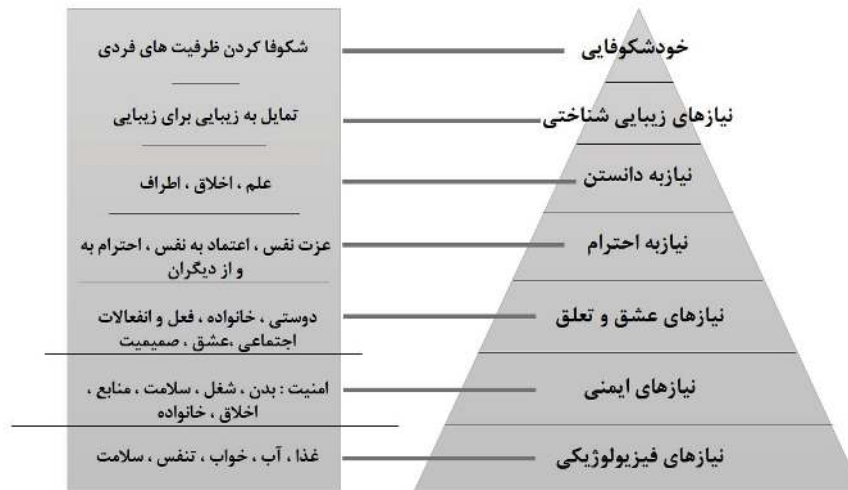 خودشکوفایی
شکوفا کردن ظرفیت های فردی
نیازهای زیبایی شناختی
تمایل به زیبایی برای زیبایی
نیازبه دانستن
علم ، اخلاق ، اطراف
نیازبه احترام
عزت نفس ، اعتماد به نفس ، احترام به
و از دیگران
نیازهای عشق و تعلق
دوستی ، خانواده ، فعل و انفعالات
اجتماعی ،عشق ، صمیمیت
نیازهای ایمنی
امنیت : بدن ، شغل ، سلامت ، منابع ،
اخلاق ، خانواده
نیازهای فیزیولوژیکی
غذا ، آب ، خواب ، تنفس ، سلامت